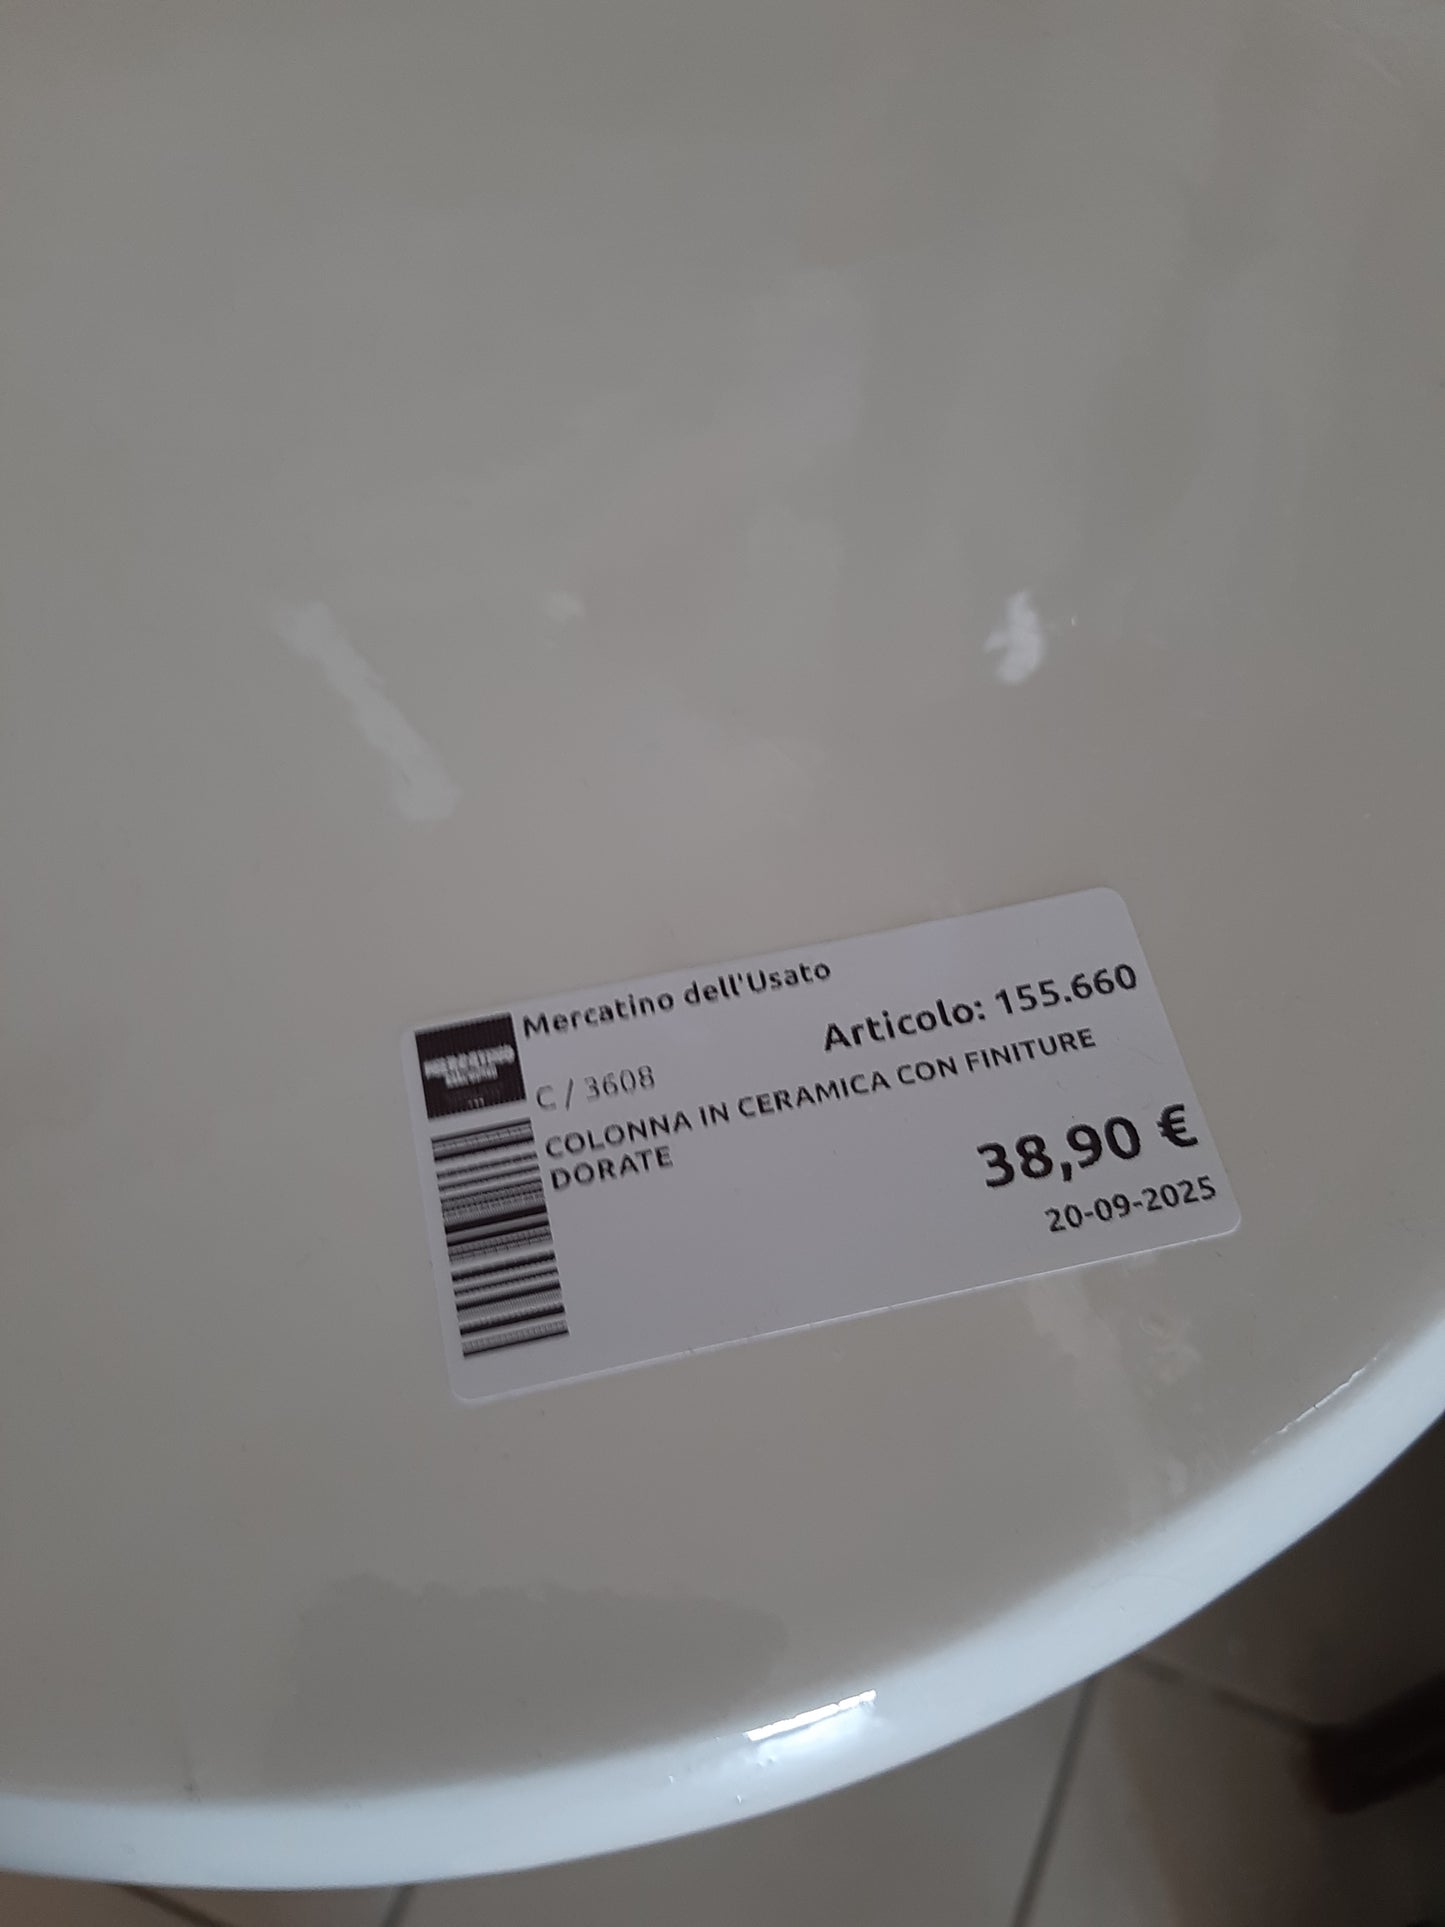 Mercatino dell'Usato
Articolo: 155.660
C / 3608
COLONNA IN CERAMICA CON FINITURE
DORATE
38,90 €
20-09-2025